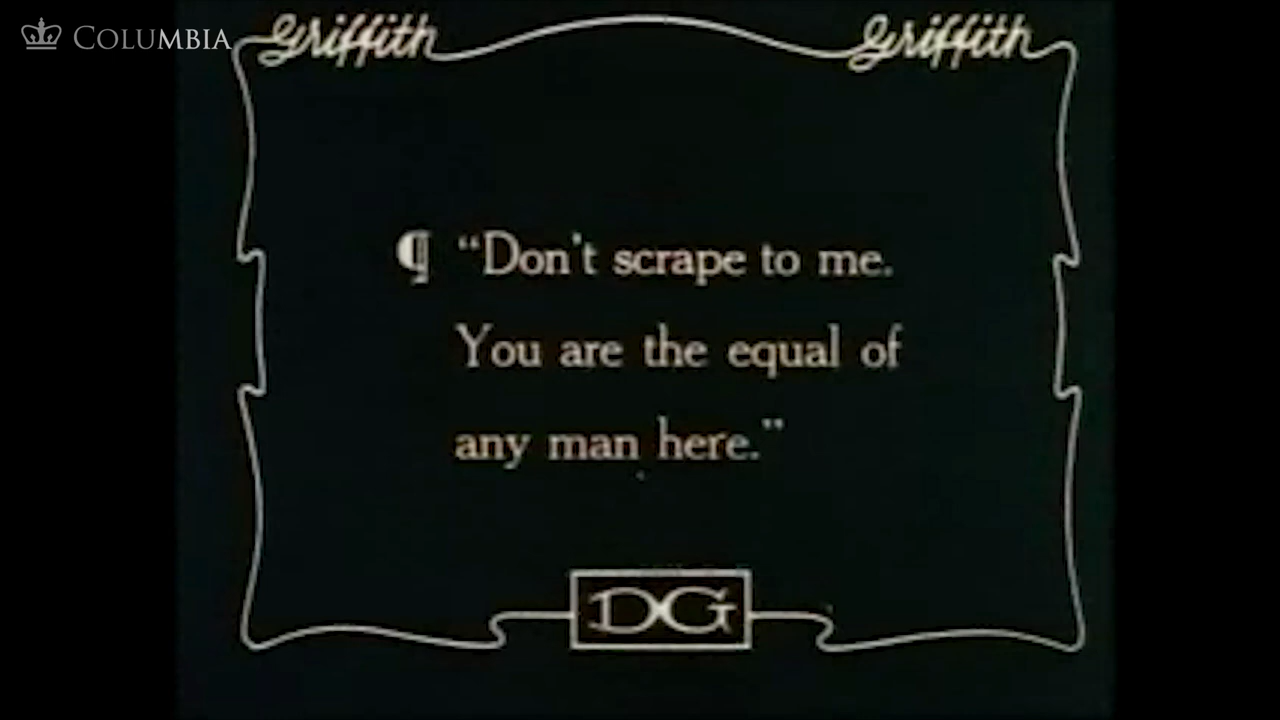 COLUMBIA
Griffith Griffith
¶ “Don't scrape to me.
You are the equal of
any man here.”
DG